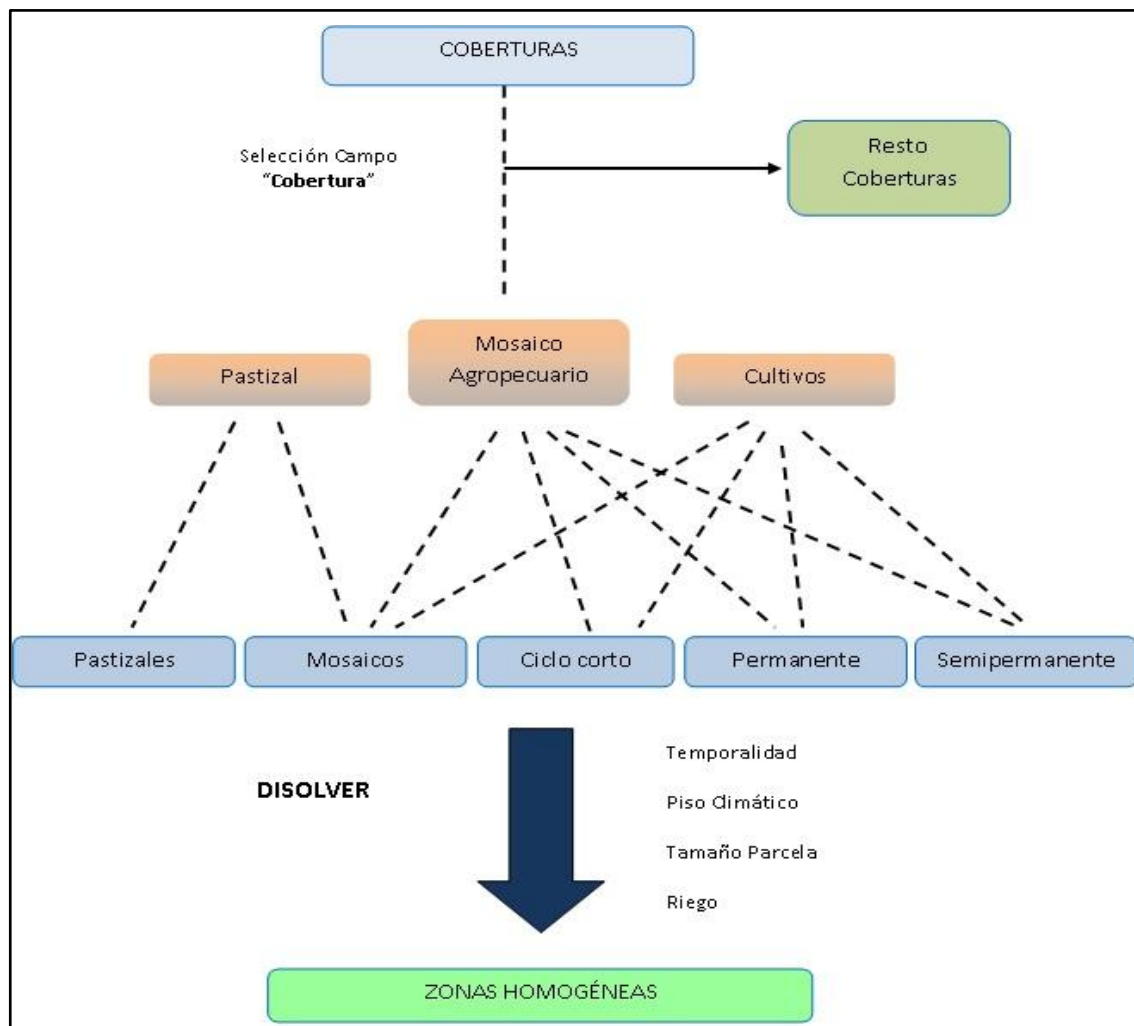 COBERTURAS
Selección Campo
“Cobertura”
Resto
Coberturas
Pastizal
Mosaico
Agropecuario
Cultivos
Pastizales
Mosaicos
Ciclo corto
Permanente
Semipermanente
DISOLVER
Temporalidad
Piso Climático
Tamaño Parcela
Riego
ZONAS HOMOGÉNEAS